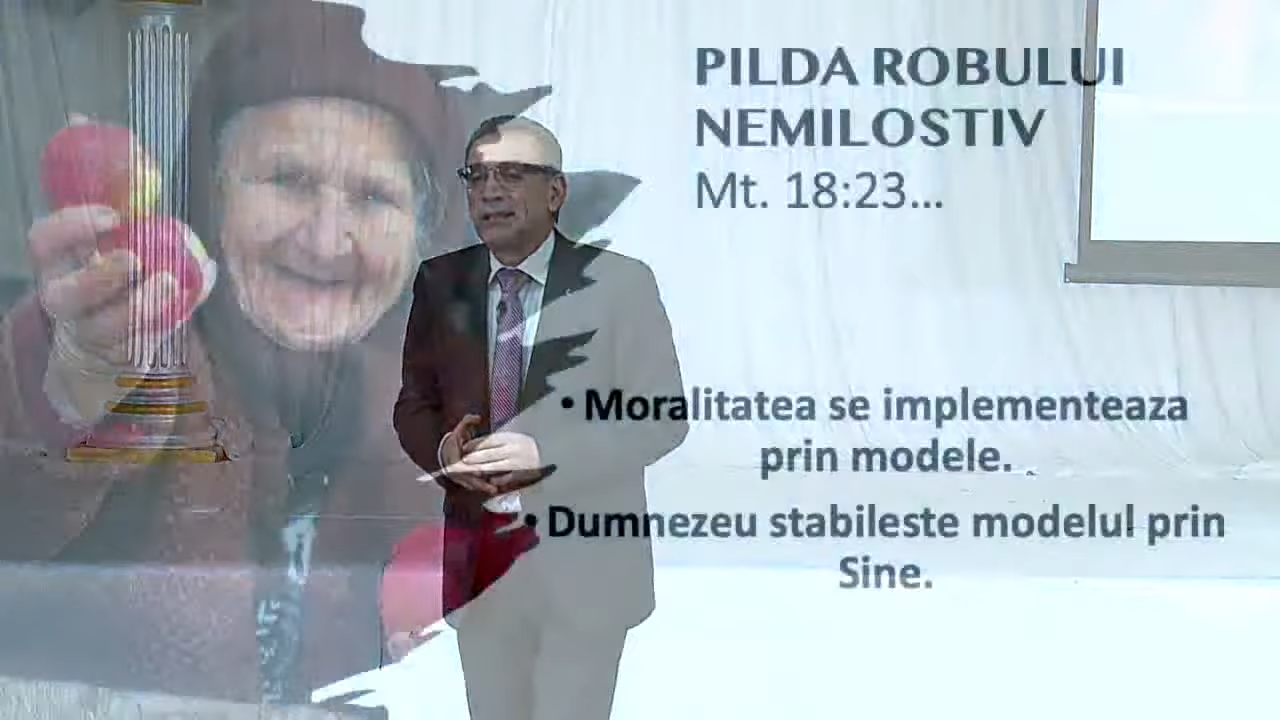 PILDA ROBULUI
NEMILOSTIV
Mt. 18:23...
• Moralitatea se implementeaza
prin modele.
• Dumnezeu stabileste modelul prin
Sine.